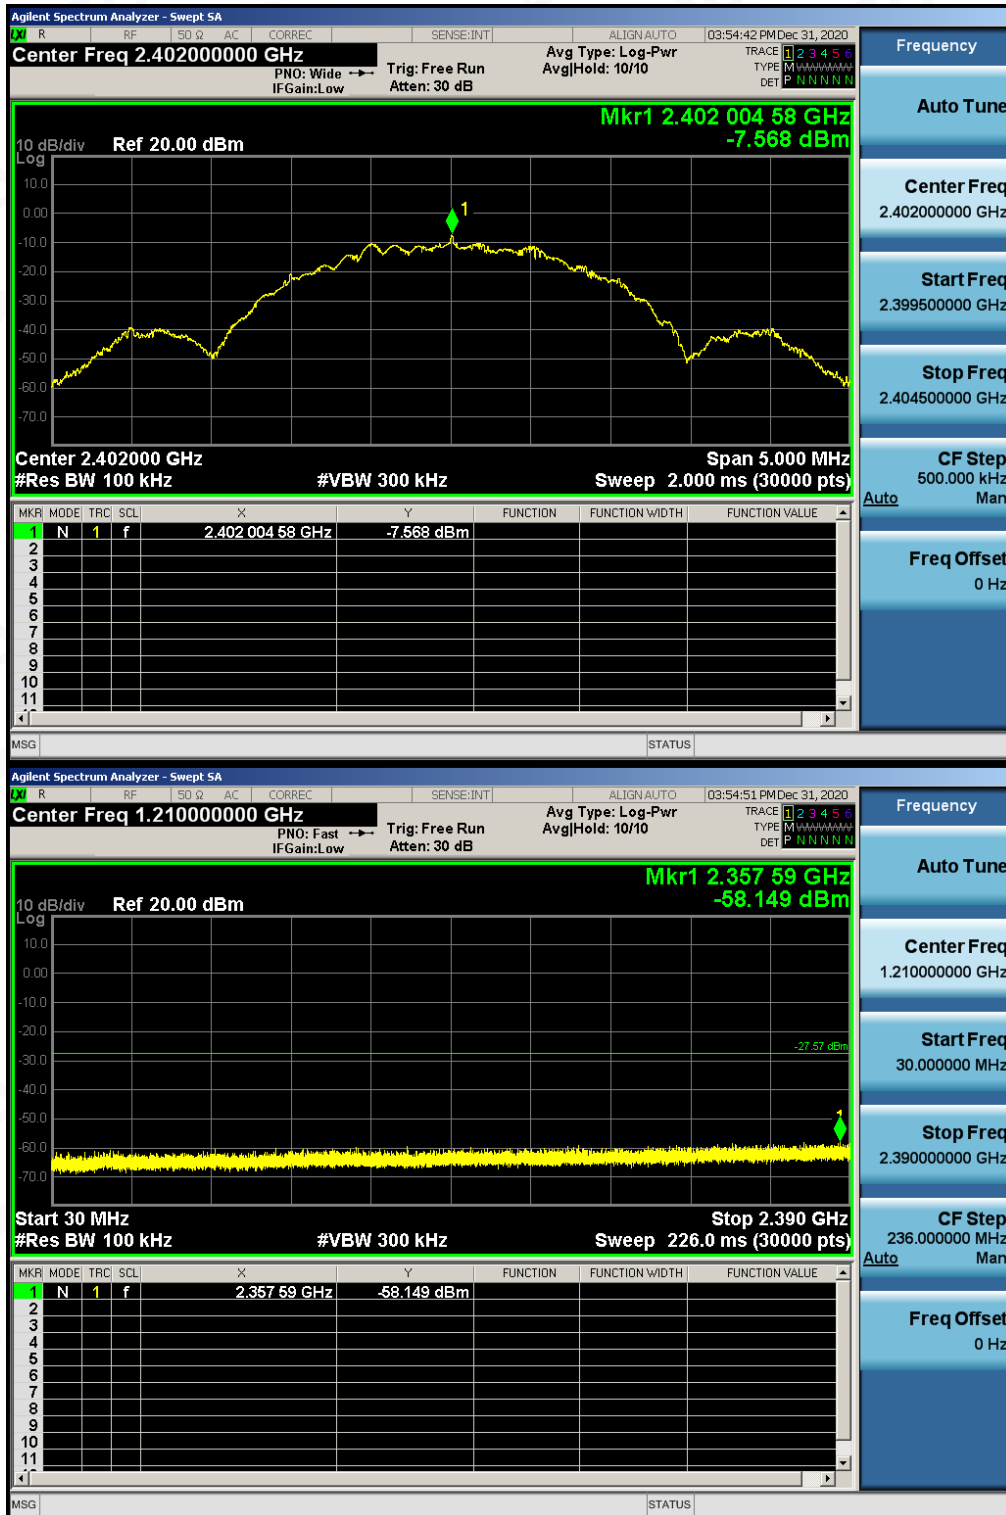 Agilent Spectrum Analyzer - Swept SA
LXI R RF 50 Ω AC CORREC SENSE:INT ALIGN AUTO 03:54:42 PM Dec 31, 2020
Center Freq 2.402000000 GHz
PNO: Wide Trig: Free Run Avg Type: Log-Pwr TRACE 1 2 3 4 5 6
IFGain:Low Atten: 30 dB Avg|Hold: 10/10 TYPE M WWWWW
DET P N N N N N
Mkr1 2.402 004 58 GHz
-7.568 dBm
10 dB/div Ref 20.00 dBm
Log
10.0
0.00
1
-10.0
-20.0
-30.0
-40.0
-50.0
-60.0
-70.0
Center 2.402000 GHz Span 5.000 MHz
#Res BW 100 kHz #VBW 300 kHz Sweep 2.000 ms (30000 pts)
MKR MODE TRC SCL X Y FUNCTION FUNCTION WIDTH FUNCTION VALUE
1 N 1 f 2.402 004 58 GHz -7.568 dBm
2
3
4
5
6
7
8
9
10
11
MSG STATUS
Frequency
Auto Tune
Center Freq
2.402000000 GHz
Start Freq
2.399500000 GHz
Stop Freq
2.404500000 GHz
CF Step
500.000 kHz
Auto Man
Freq Offset
0 Hz
Agilent Spectrum Analyzer - Swept SA
LXI R RF 50 Ω AC CORREC SENSE:INT ALIGN AUTO 03:54:51 PM Dec 31, 2020
Center Freq 1.210000000 GHz
PNO: Fast Trig: Free Run Avg Type: Log-Pwr TRACE 1 2 3 4 5 6
IFGain:Low Atten: 30 dB Avg|Hold: 10/10 TYPE M WWWWW
DET P N N N N N
Mkr1 2.357 59 GHz
-58.149 dBm
10 dB/div Ref 20.00 dBm
Log
10.0
0.00
-10.0
-20.0
-27.57 dBm
-30.0
-40.0
-50.0
1
-60.0
-70.0
Start 30 MHz Stop 2.390 GHz
#Res BW 100 kHz #VBW 300 kHz Sweep 226.0 ms (30000 pts)
MKR MODE TRC SCL X Y FUNCTION FUNCTION WIDTH FUNCTION VALUE
1 N 1 f 2.357 59 GHz -58.149 dBm
2
3
4
5
6
7
8
9
10
11
MSG STATUS
Frequency
Auto Tune
Center Freq
1.210000000 GHz
Start Freq
30.000000 MHz
Stop Freq
2.390000000 GHz
CF Step
236.000000 MHz
Auto Man
Freq Offset
0 Hz